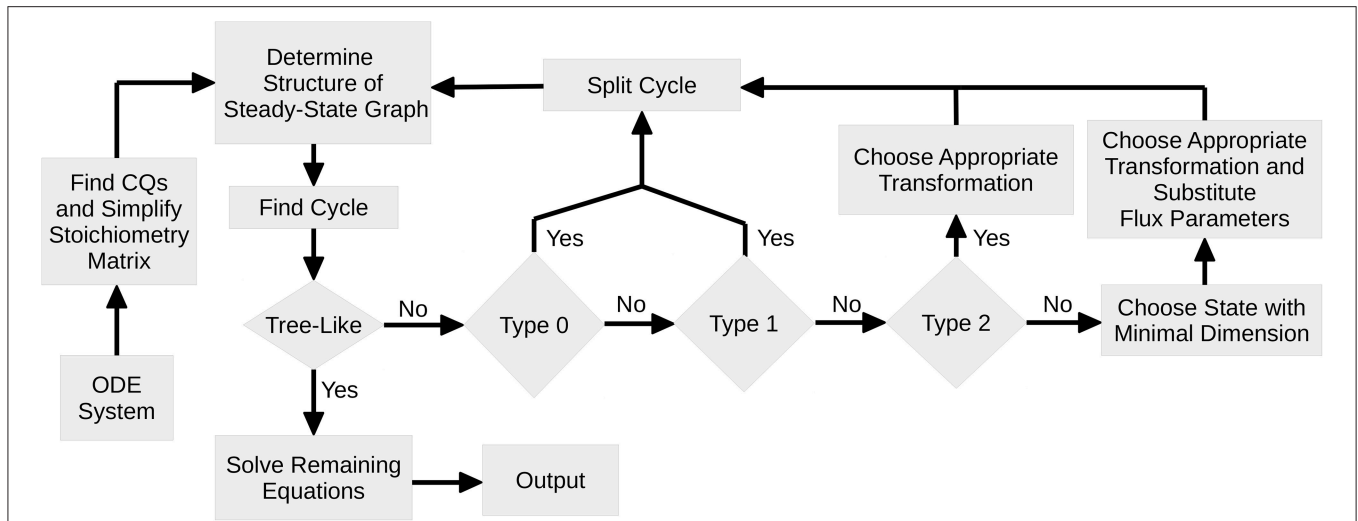 Determine
Structure of
Steady-State Graph
Split Cycle
Find CQs
and Simplify
Stoichiometry
Matrix
Find Cycle
Choose Appropriate
Transformation
Choose Appropriate
Transformation and
Substitute
Flux Parameters
Yes
Yes
Yes
Tree-Like
No
Type 0
No
Type 1
No
Type 2
No
Choose State with
Minimal Dimension
ODE
System
Yes
Solve Remaining
Equations
Output